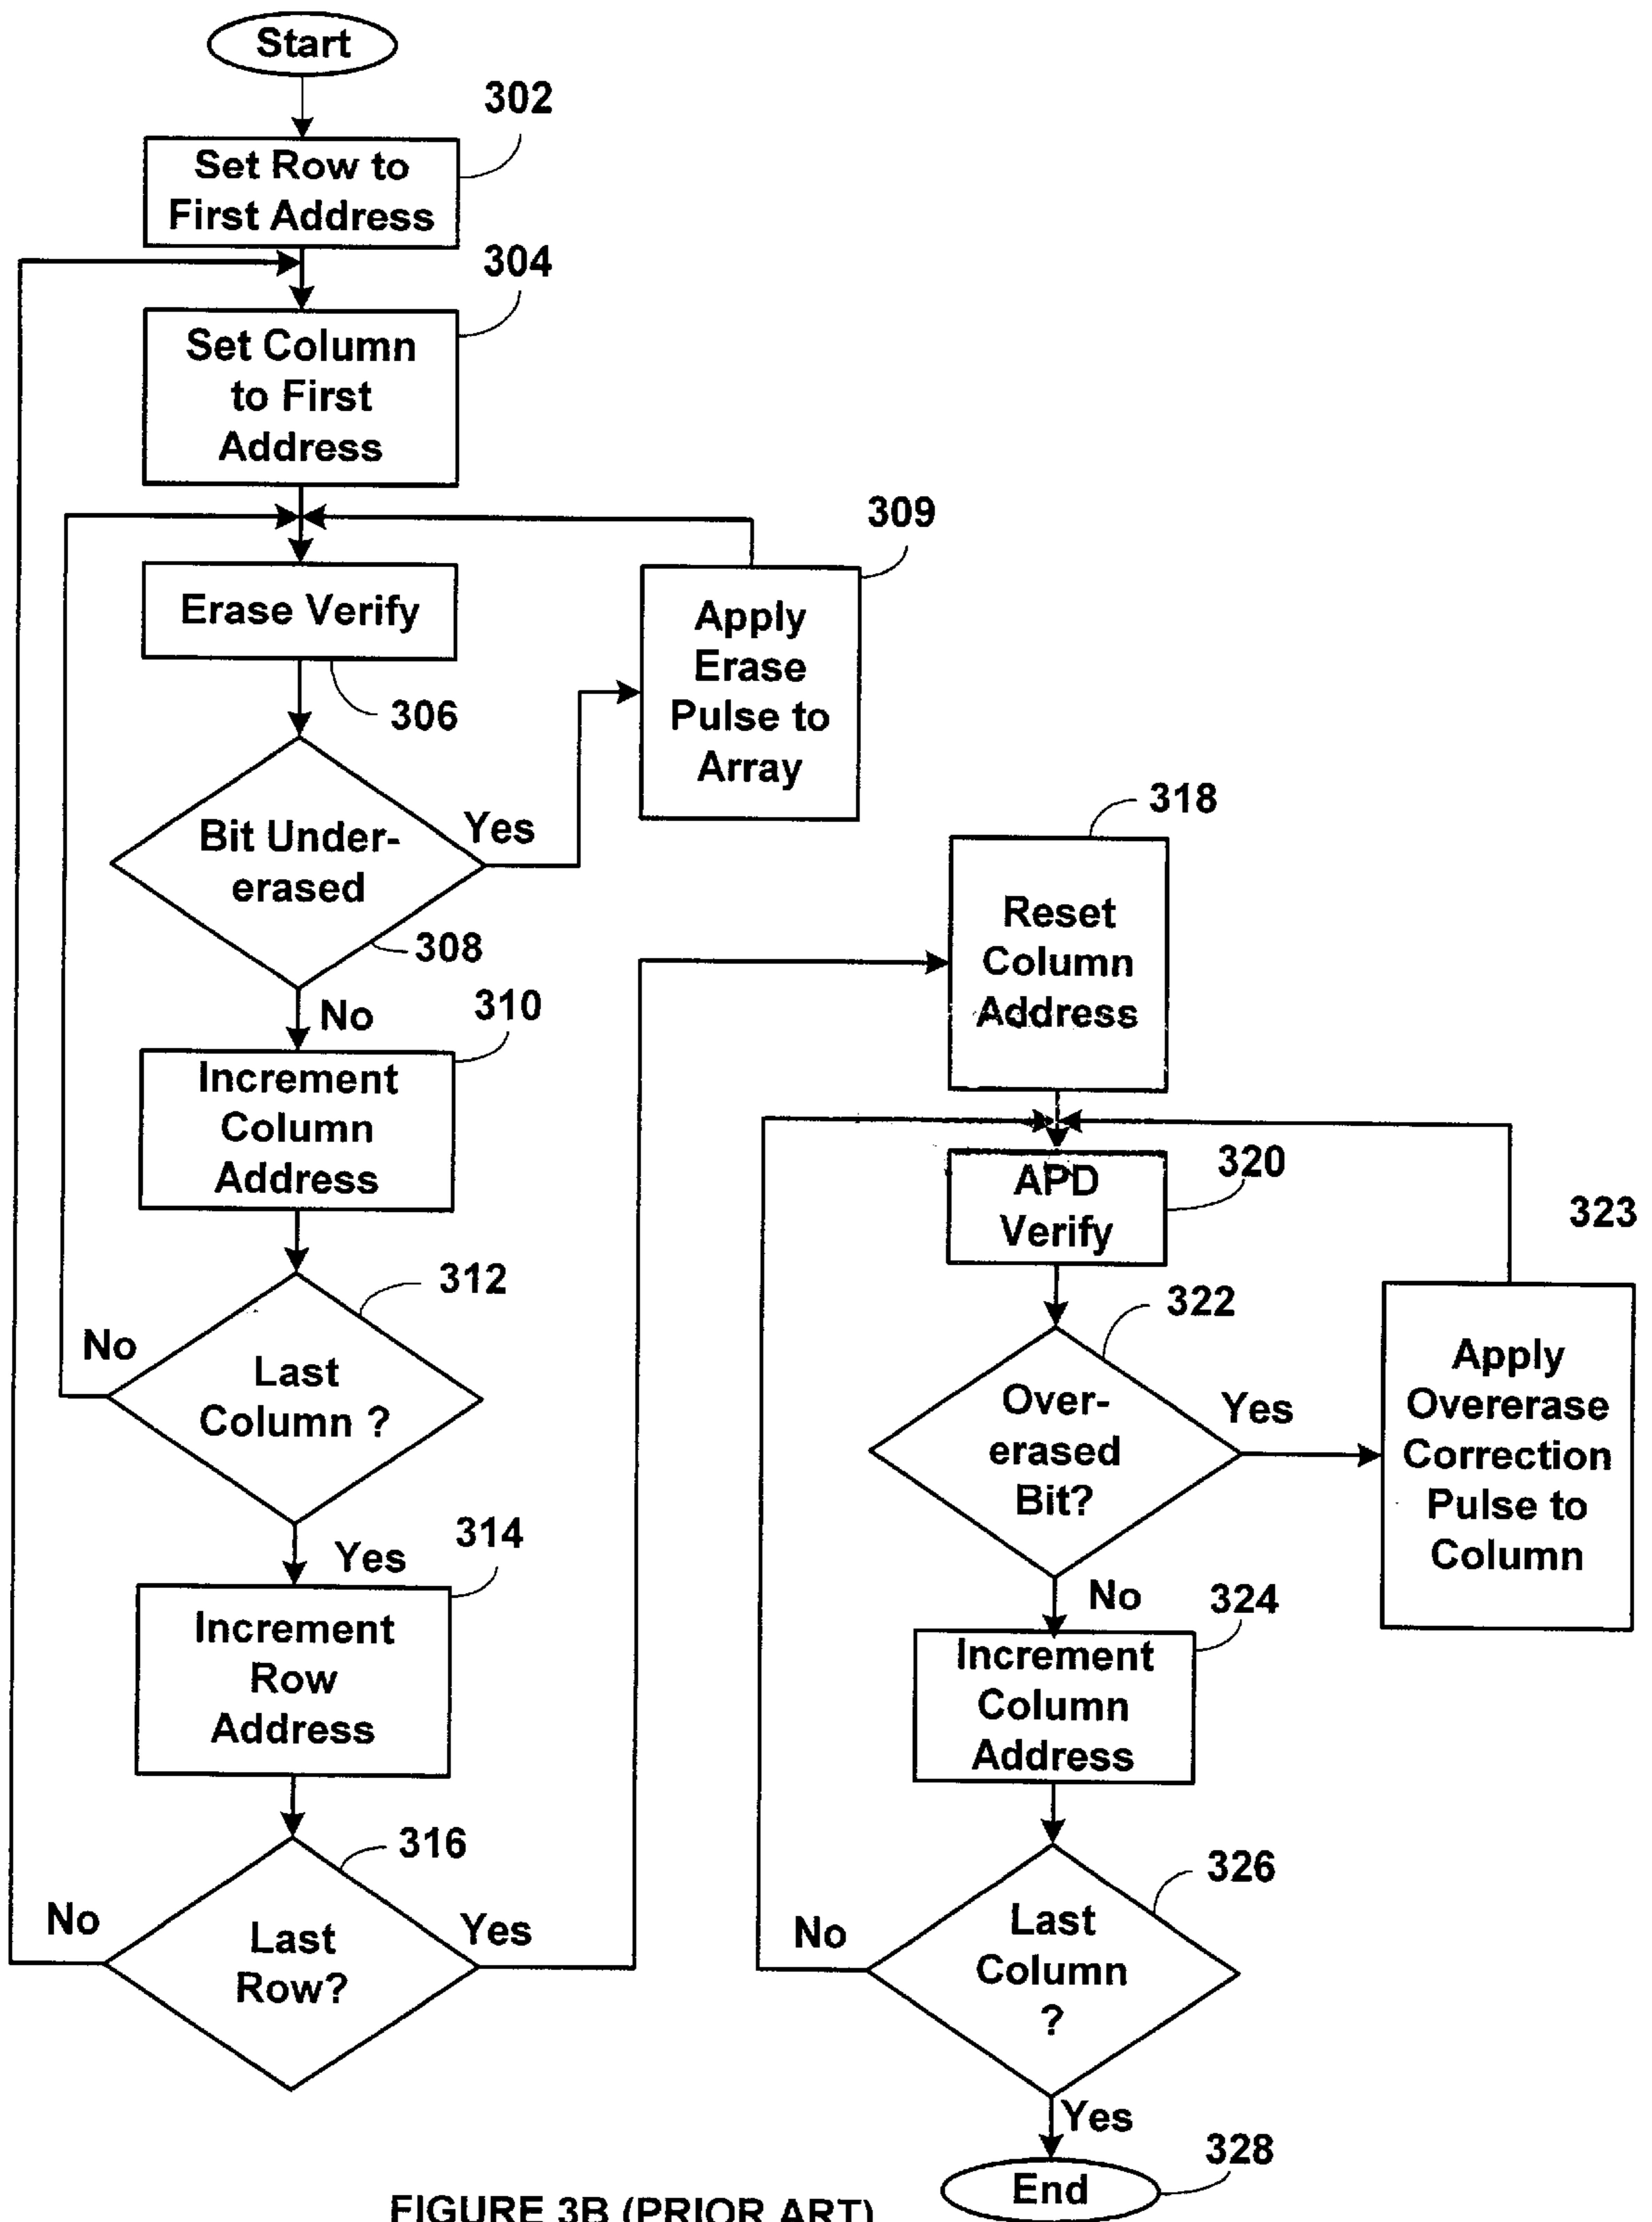 Start
302
Set Row to
First Address
304
Set Column
to First
Address
309
Erase Verify
306
Apply
Erase
Pulse to
Array
Bit Under-
erased
Yes
308
No
310
Increment
Column
Address
312
No
Last
Column ?
Yes
314
Increment
Row
Address
316
No
Last
Row?
Yes
318
Reset
Column
Address
320
APD
Verify
323
322
Over-
erased
Bit?
Yes
Apply
Overerase
Correction
Pulse to
Column
No
324
Increment
Column
Address
326
No
Last
Column
?
Yes
328
End
FIGURE 3B (PRIOR ART)